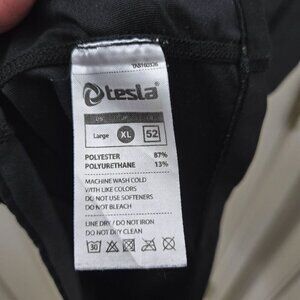 tesla
Large XL 52
POLYESTER 87%
POLYURETHANE 13%
MACHINE WASH COLD
WITH LIKE COLORS
DO NOT USE SOFTENERS
DO NOT BLEACH
LINE DRY / DO NOT IRON
DO NOT DRY CLEAN
30